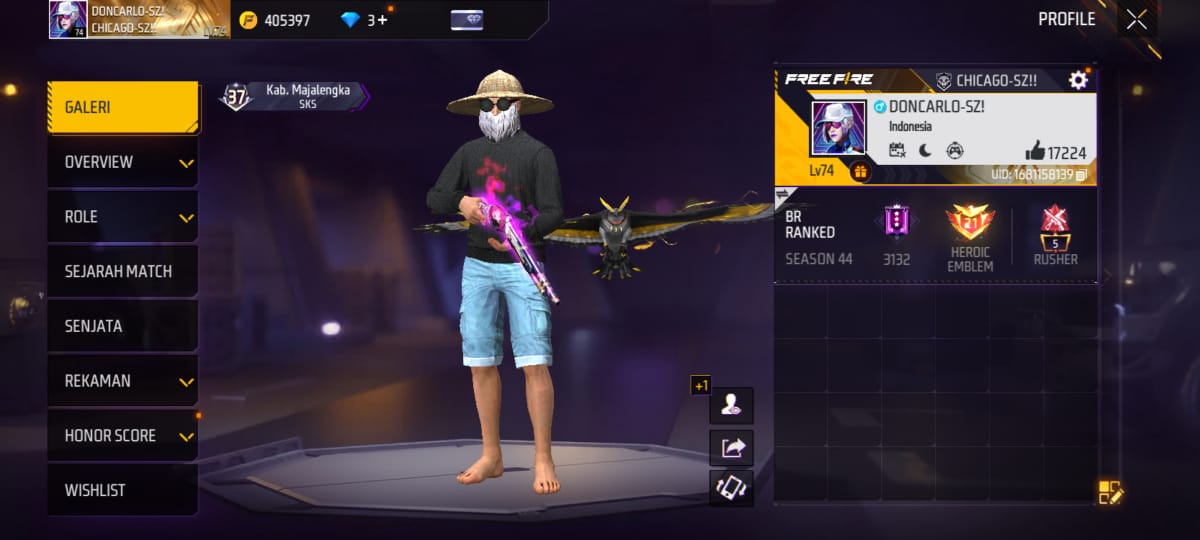 DONCARLO-SZ!
CHICAGO-SZ!!
Lv.74
74
405397
3+
PROFILE
GALERI
OVERVIEW
ROLE
SEJARAH MATCH
SENJATA
REKAMAN
HONOR SCORE
WISHLIST
37
Kab. Majalengka
SKS
+1
FREE FIRE
CHICAGO-SZ!!
DONCARLO-SZ!
Indonesia
17224
Lv74
UID: 1681158139
BR
RANKED
SEASON 44
3132
21
HEROIC
EMBLEM
5
RUSHER